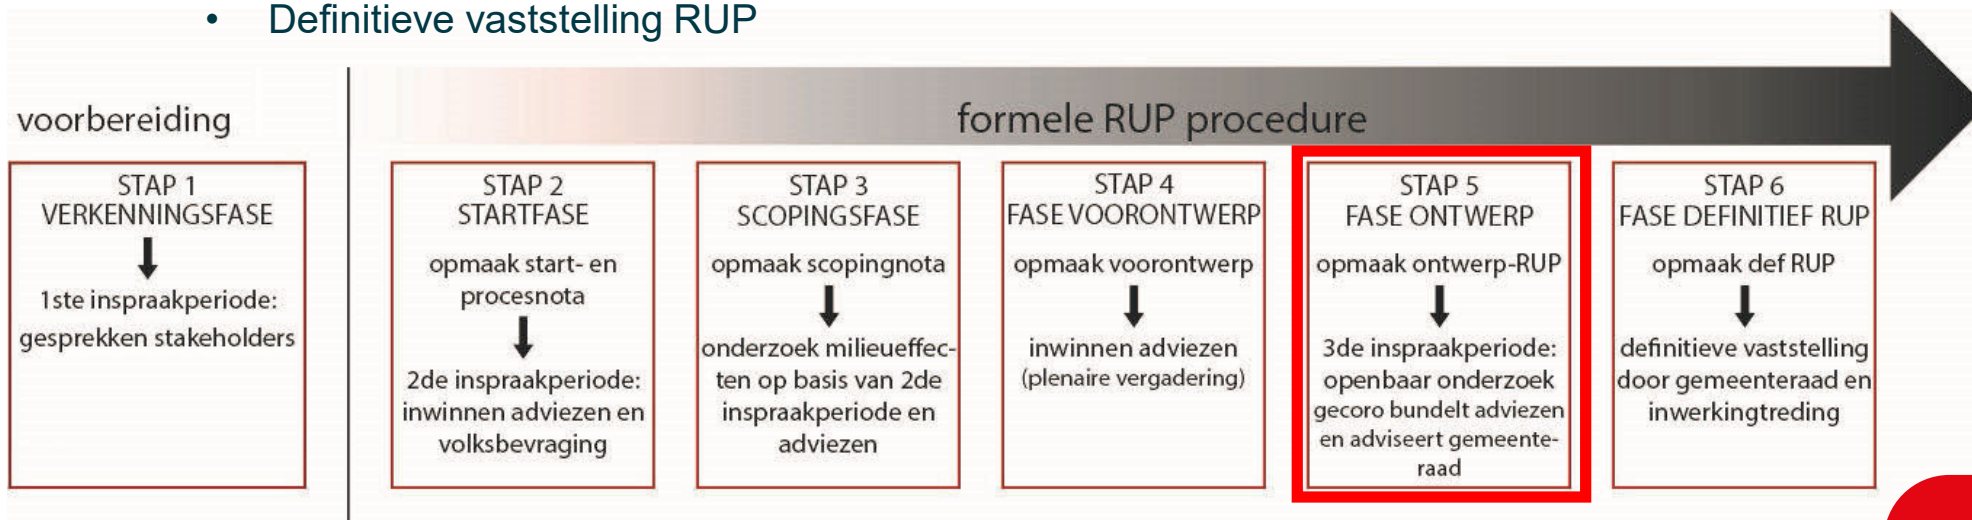 • Definitieve vaststelling RUP
voorbereiding
formele RUP procedure
STAP 1
VERKENNINGSFASE
1ste inspraakperiode:
gesprekken stakeholders
STAP 2
STARTFASE
opmaak start- en
procesnota
2de inspraakperiode:
inwinnen adviezen en
volksbevraging
STAP 3
SCOPINGSFASE
opmaak scopingnota
onderzoek milieueffec-
ten op basis van 2de
inspraakperiode en
adviezen
STAP 4
FASE VOORONTWERP
opmaak voorontwerp
inwinnen adviezen
(plenaire vergadering)
STAP 5
FASE ONTWERP
opmaak ontwerp-RUP
3de inspraakperiode:
openbaar onderzoek
gecoro bundelt adviezen
en adviseert gemeente-
raad
STAP 6
FASE DEFINITIEF RUP
opmaak def RUP
definitieve vaststelling
door gemeenteraad en
inwerkingtreding